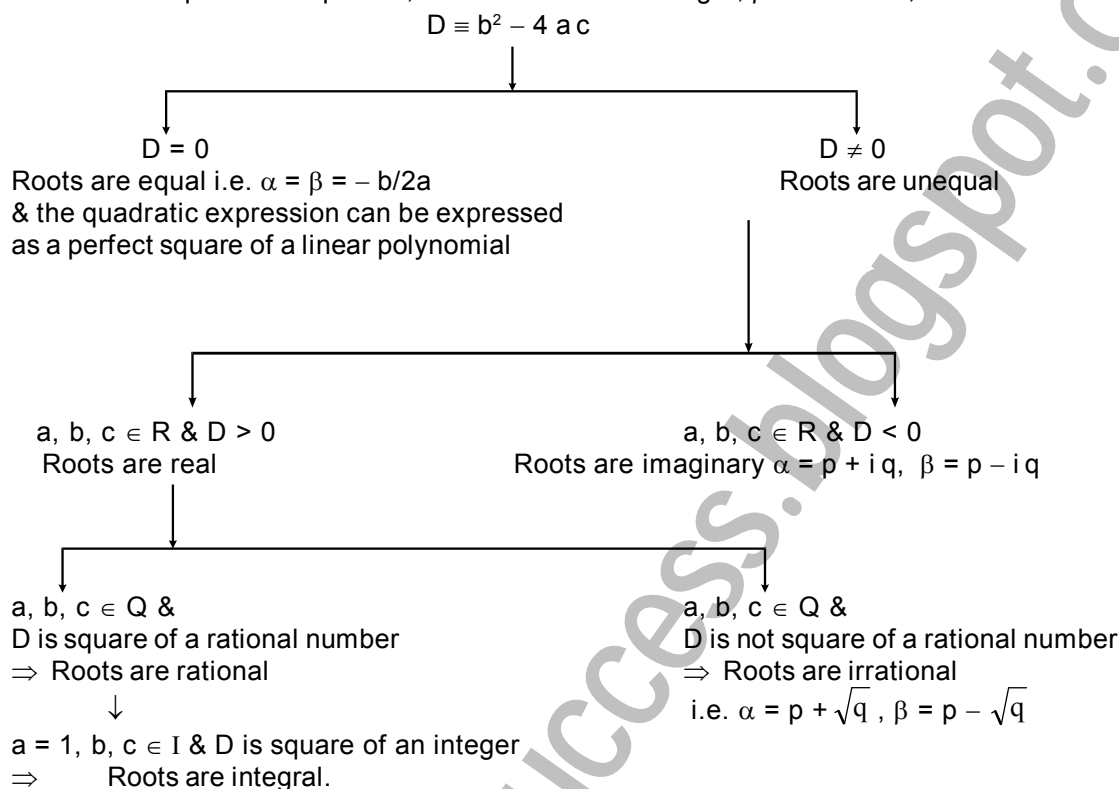 D ≡ b² – 4 a c
D = 0
Roots are equal i.e. α = β = – b/2a
& the quadratic expression can be expressed
as a perfect square of a linear polynomial
D ≠ 0
Roots are unequal
a, b, c ∈ R & D > 0
Roots are real
a, b, c ∈ R & D < 0
Roots are imaginary α = p + i q, β = p – i q
a, b, c ∈ Q &
D is square of a rational number
⇒ Roots are rational
↓
a = 1, b, c ∈ I & D is square of an integer
⇒ Roots are integral.
a, b, c ∈ Q &
D is not square of a rational number
⇒ Roots are irrational
i.e. α = p + √q , β = p – √q
ccess.blogspot.c